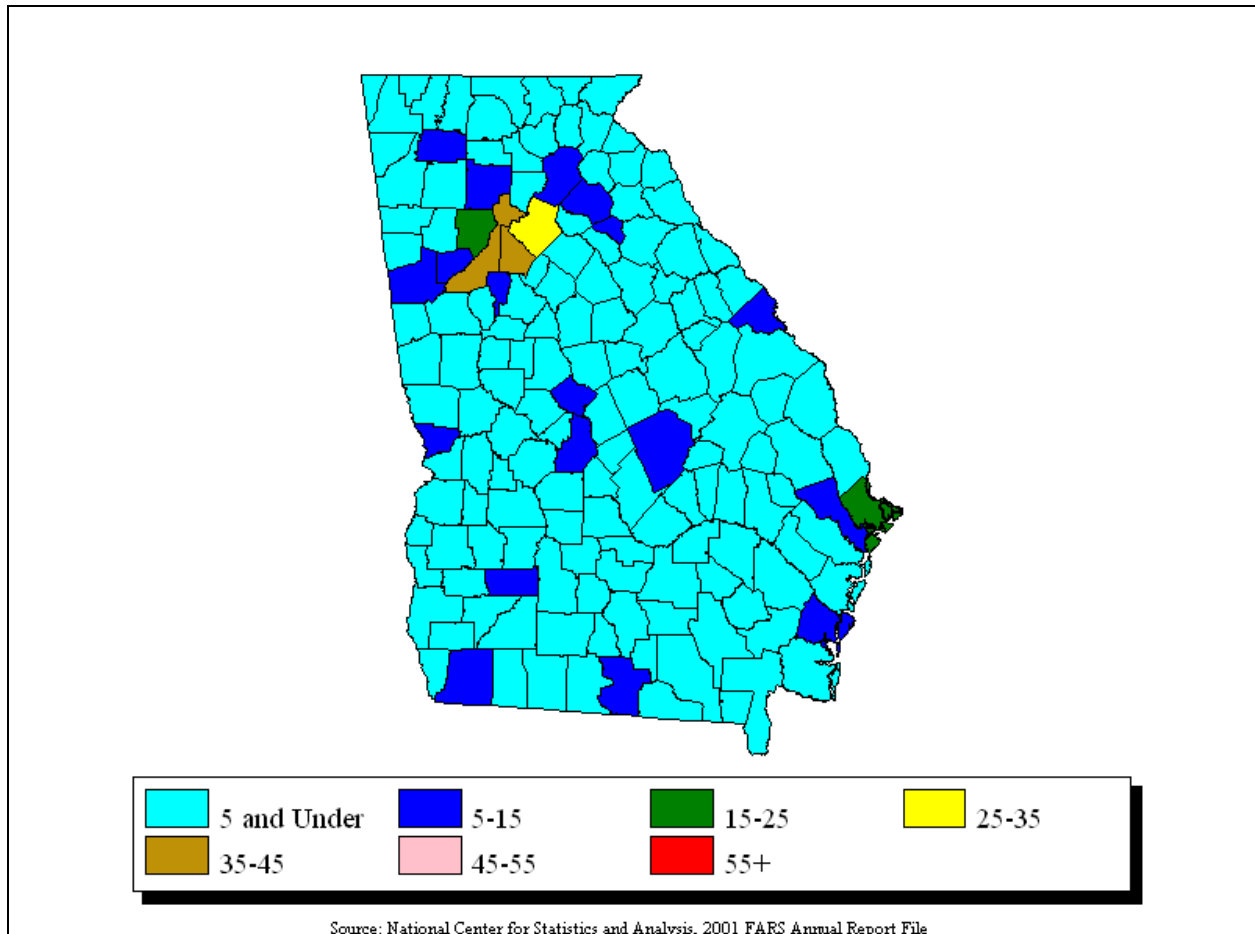 5 and Under 5-15 15-25 25-35
35-45 45-55 55+
Source: National Center for Statistics and Analysis, 2001 FARS Annual Report File